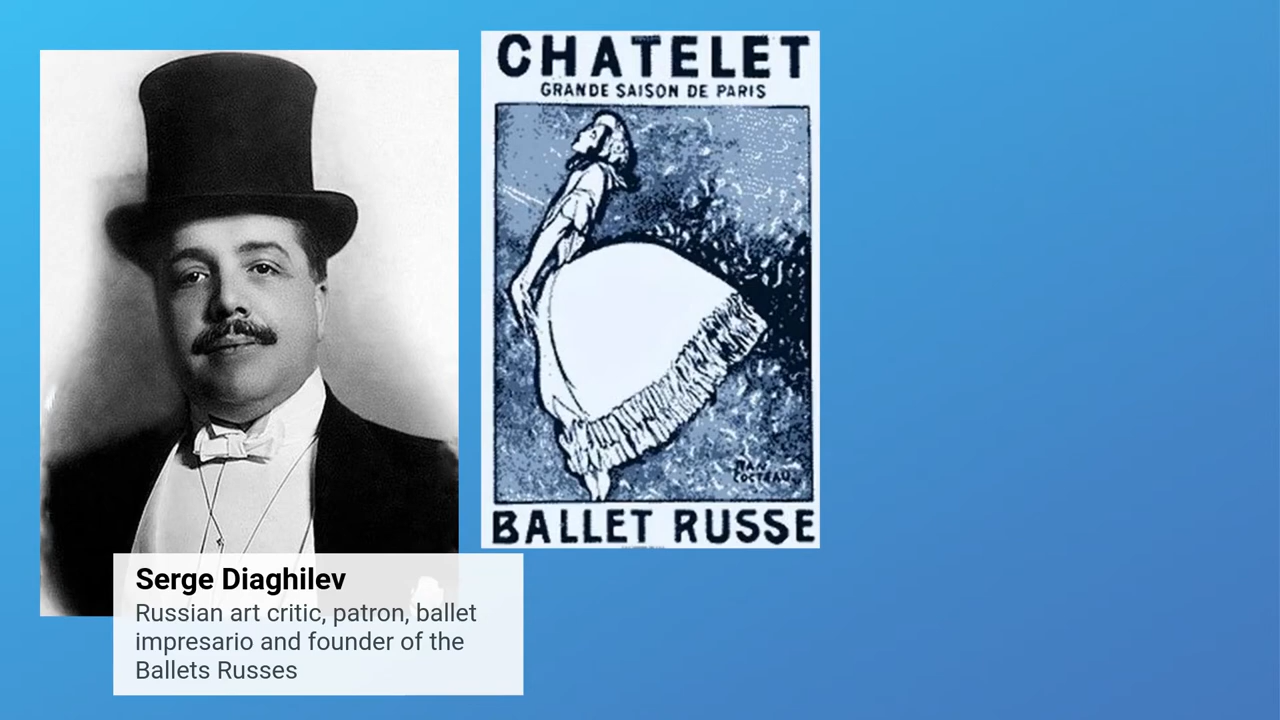 CHATELET
GRANDE SAISON DE PARIS
JEAN
COCTEAU
BALLET RUSSE
Serge Diaghilev
Russian art critic, patron, ballet
impresario and founder of the
Ballets Russes